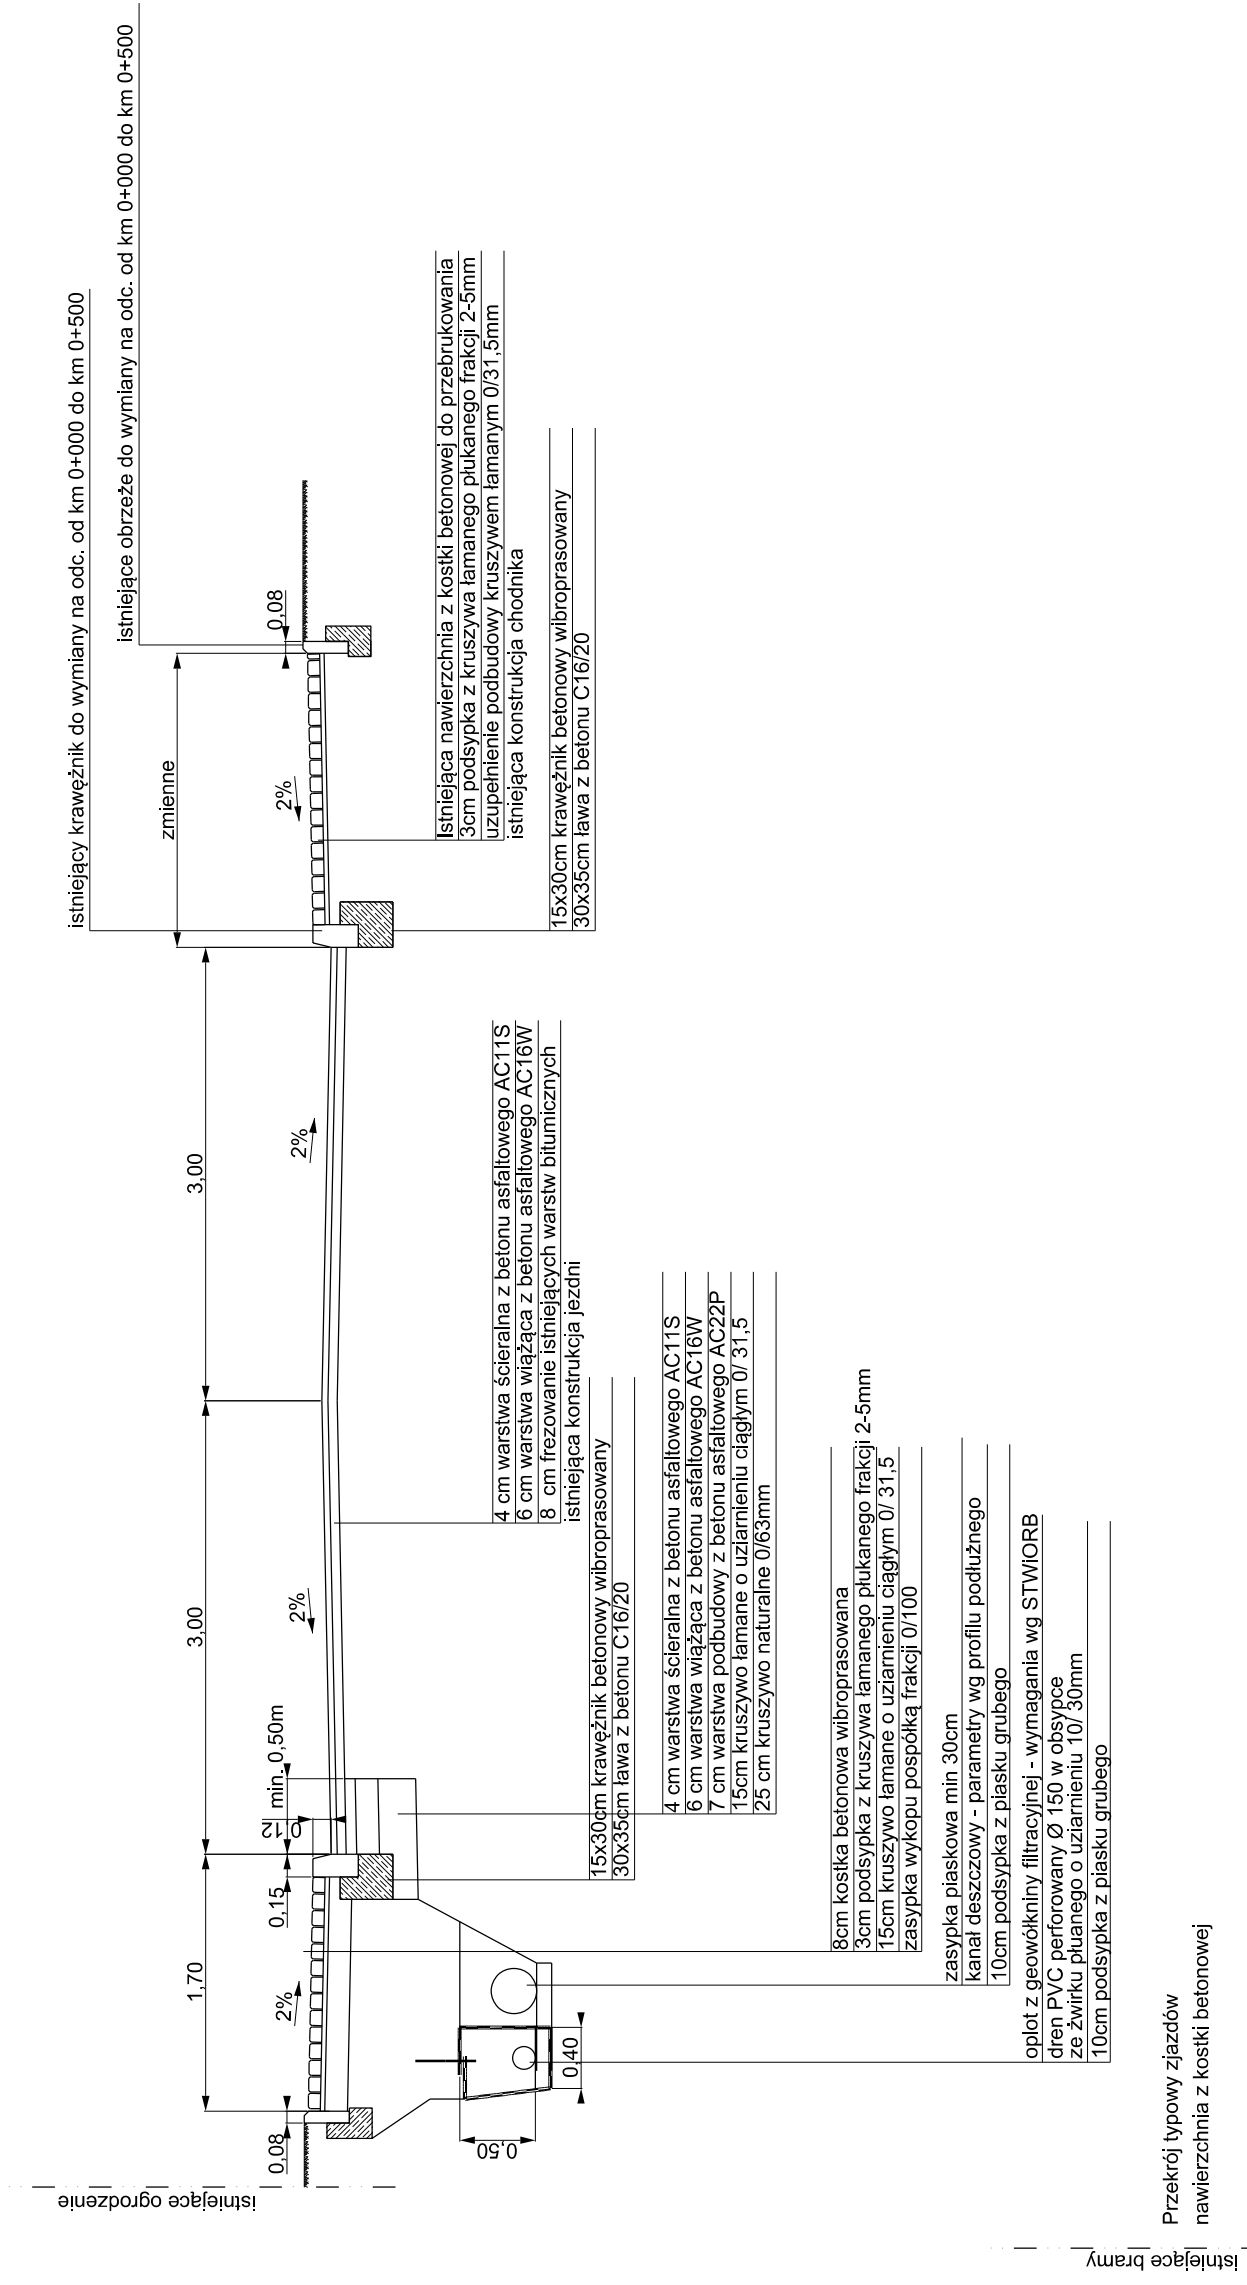 istniejący krawężnik do wymiany na odc. od km 0+000 do km 0+500
istniejące obrzeże do wymiany na odc. od km 0+000 do km 0+500
istniejące ogrodzenie
0,08
1,70
0,15
0,12
min. 0,50m
3,00
3,00
zmienne
0,08
2%
2%
2%
2%
0,50
0,40
Istniejąca nawierzchnia z kostki betonowej do przebrukowania
3cm podsypka z kruszywa łamanego płukanego frakcji 2-5mm
uzupełnienie podbudowy kruszywem łamanym 0/31,5mm
istniejąca konstrukcja chodnika
15x30cm krawężnik betonowy wibroprasowany
30x35cm ława z betonu C16/20
4 cm warstwa ścieralna z betonu asfaltowego AC11S
6 cm warstwa wiążąca z betonu asfaltowego AC16W
8 cm frezowanie istniejących warstw bitumicznych
istniejąca konstrukcja jezdni
15x30cm krawężnik betonowy wibroprasowany
30x35cm ława z betonu C16/20
4 cm warstwa ścieralna z betonu asfaltowego AC11S
6 cm warstwa wiążąca z betonu asfaltowego AC16W
7 cm warstwa podbudowy z betonu asfaltowego AC22P
15cm kruszywo łamane o uziarnieniu ciągłym 0/ 31,5
25 cm kruszywo naturalne 0/63mm
8cm kostka betonowa wibroprasowana
3cm podsypka z kruszywa łamanego płukanego frakcji 2-5mm
15cm kruszywo łamane o uziarnieniu ciągłym 0/ 31,5
zasypka wykopu pospółką frakcji 0/100
zasypka piaskowa min 30cm
kanał deszczowy - parametry wg profilu podłużnego
10cm podsypka z piasku grubego
oplot z geowółkniny filtracyjnej - wymagania wg STWiORB
dren PVC perforowany Ø 150 w obsypce
ze żwirku płuanego o uziarnieniu 10/ 30mm
10cm podsypka z piasku grubego
Przekrój typowy zjazdów
nawierzchnia z kostki betonowej
istniejące bramy